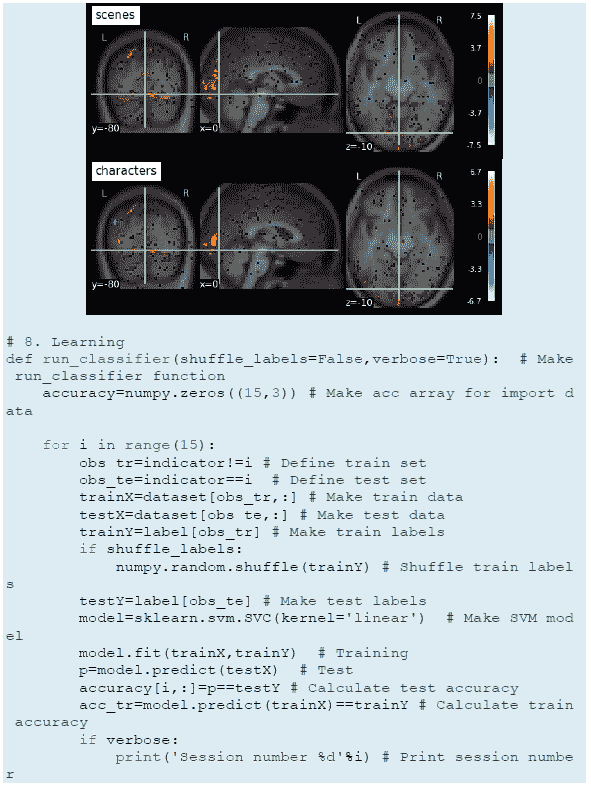 scenes
L R L R 7.5
3.7
0
-3.7
y=-80 x=0 z=-10 -7.5
characters
L R L R 6.7
3.3
0
-3.3
y=-80 x=0 z=-10 -6.7
# 8. Learning
def run_classifier(shuffle_labels=False,verbose=True):  # Make
 run_classifier function
    accuracy=numpy.zeros((15,3)) # Make acc array for import d
ata
    for i in range(15):
        obs_tr=indicator!=i # Define train set
        obs_te=indicator==i  # Define test set
        trainX=dataset[obs_tr,:] # Make train data
        testX=dataset[obs_te,:] # Make test data
        trainY=label[obs_tr] # Make train labels
        if shuffle_labels:
            numpy.random.shuffle(trainY) # Shuffle train label
s
        testY=label[obs_te] # Make test labels
        model=sklearn.svm.SVC(kernel='linear')  # Make SVM mod
el
        model.fit(trainX,trainY)  # Training
        p=model.predict(testX)  # Test
        accuracy[i,:]=p==testY # Calculate test accuracy
        acc_tr=model.predict(trainX)==trainY # Calculate train
 accuracy
        if verbose:
            print('Session number %d'%i) # Print session numbe
r